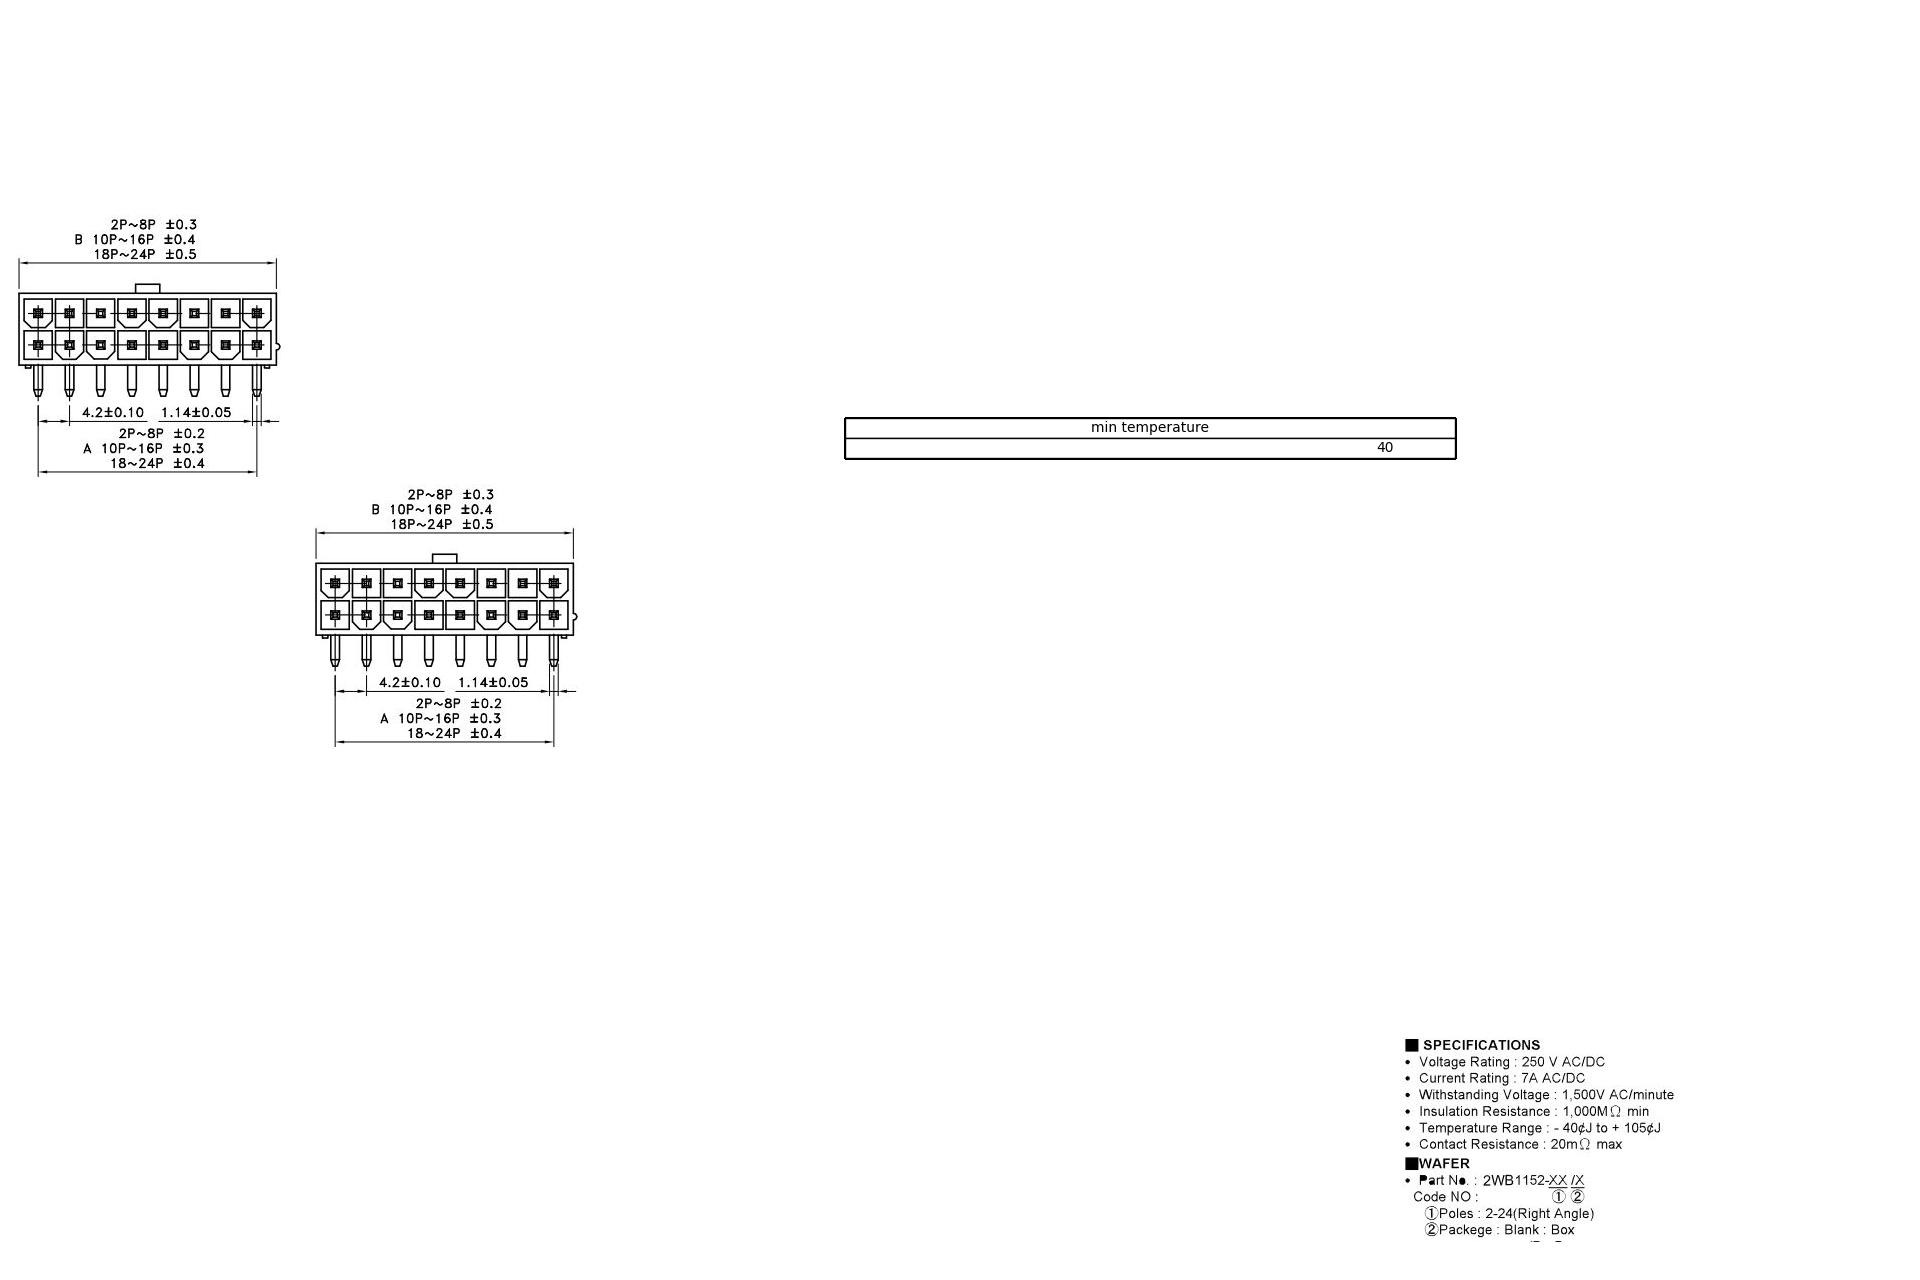 2P~8P ±0.3
B 10P~16P ±0.4
18P~24P ±0.5
4.2±0.10 1.14±0.05
2P~8P ±0.2
A 10P~16P ±0.3
18~24P ±0.4
min temperature
40
2P~8P ±0.3
B 10P~16P ±0.4
18P~24P ±0.5
4.2±0.10 1.14±0.05
2P~8P ±0.2
A 10P~16P ±0.3
18~24P ±0.4
■ SPECIFICATIONS
• Voltage Rating : 250 V AC/DC
• Current Rating : 7A AC/DC
• Withstanding Voltage : 1,500V AC/minute
• Insulation Resistance : 1,000MΩ min
• Temperature Range : - 40¢J to + 105¢J
• Contact Resistance : 20mΩ max
■WAFER
• Part No. : 2WB1152-XX /X
Code NO : ① ②
①Poles : 2-24(Right Angle)
②Packege : Blank : Box